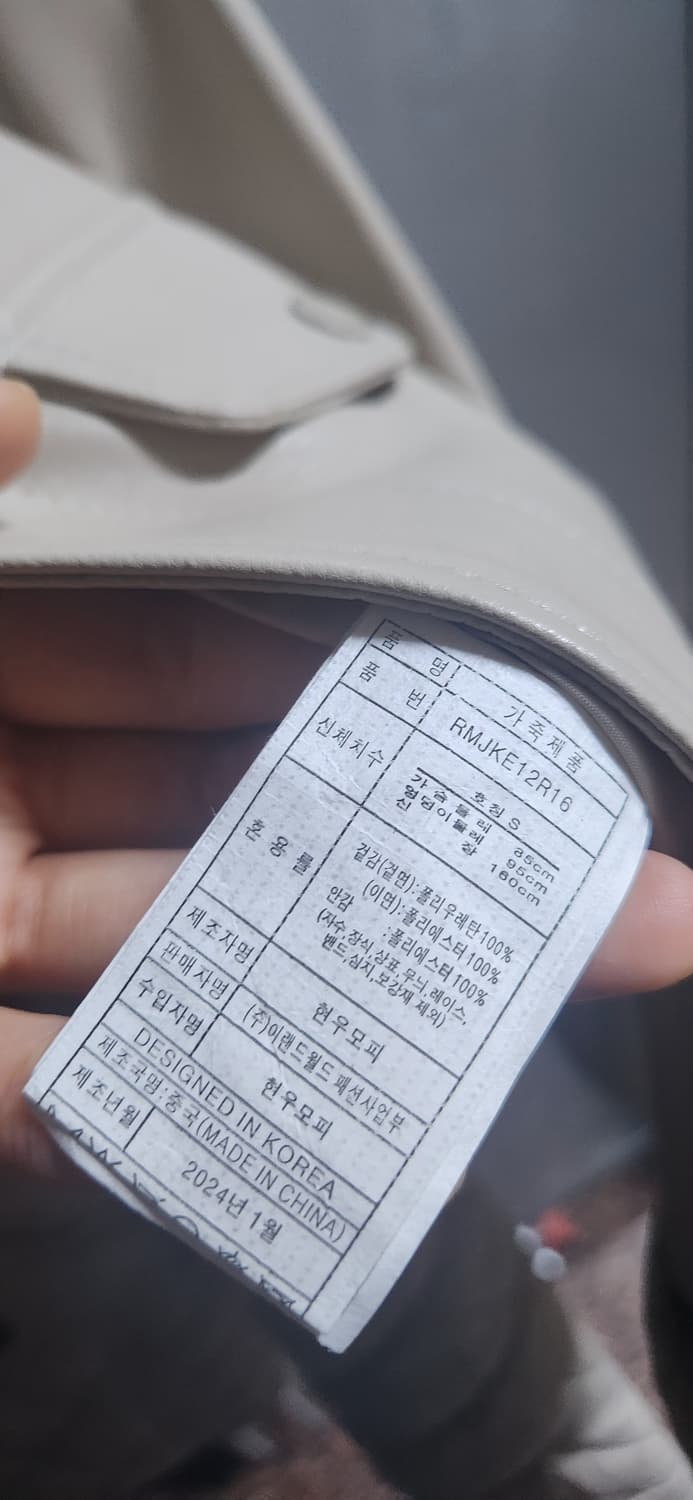 품 명 가죽제품
품 번 RMJKE12R16
신체치수 호칭 S
가슴둘레 85cm
엉덩이둘레 95cm
신 장 160cm
혼용률 겉감(겉면):폴리우레탄100%
(이면):폴리에스터100%
안감 :폴리에스터100%
(자수,장식,상표,무늬,레이스,
밴드,심지,보강재 제외)
제조자명 현우모피
판매자명 (주)이랜드월드 패션사업부
수입자명 현우모피
DESIGNED IN KOREA
제조국명:중국(MADE IN CHINA)
제조년월 2024년 1월